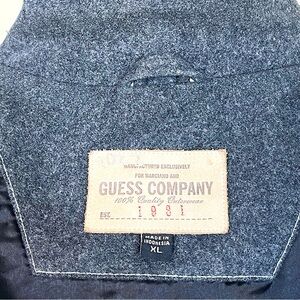 MANUFACTURED EXCLUSIVELY
FOR MARCIANO AND
GUESS COMPANY
100% Quality Outerwear
EST. 1981
MADE IN
INDONESIA
XL